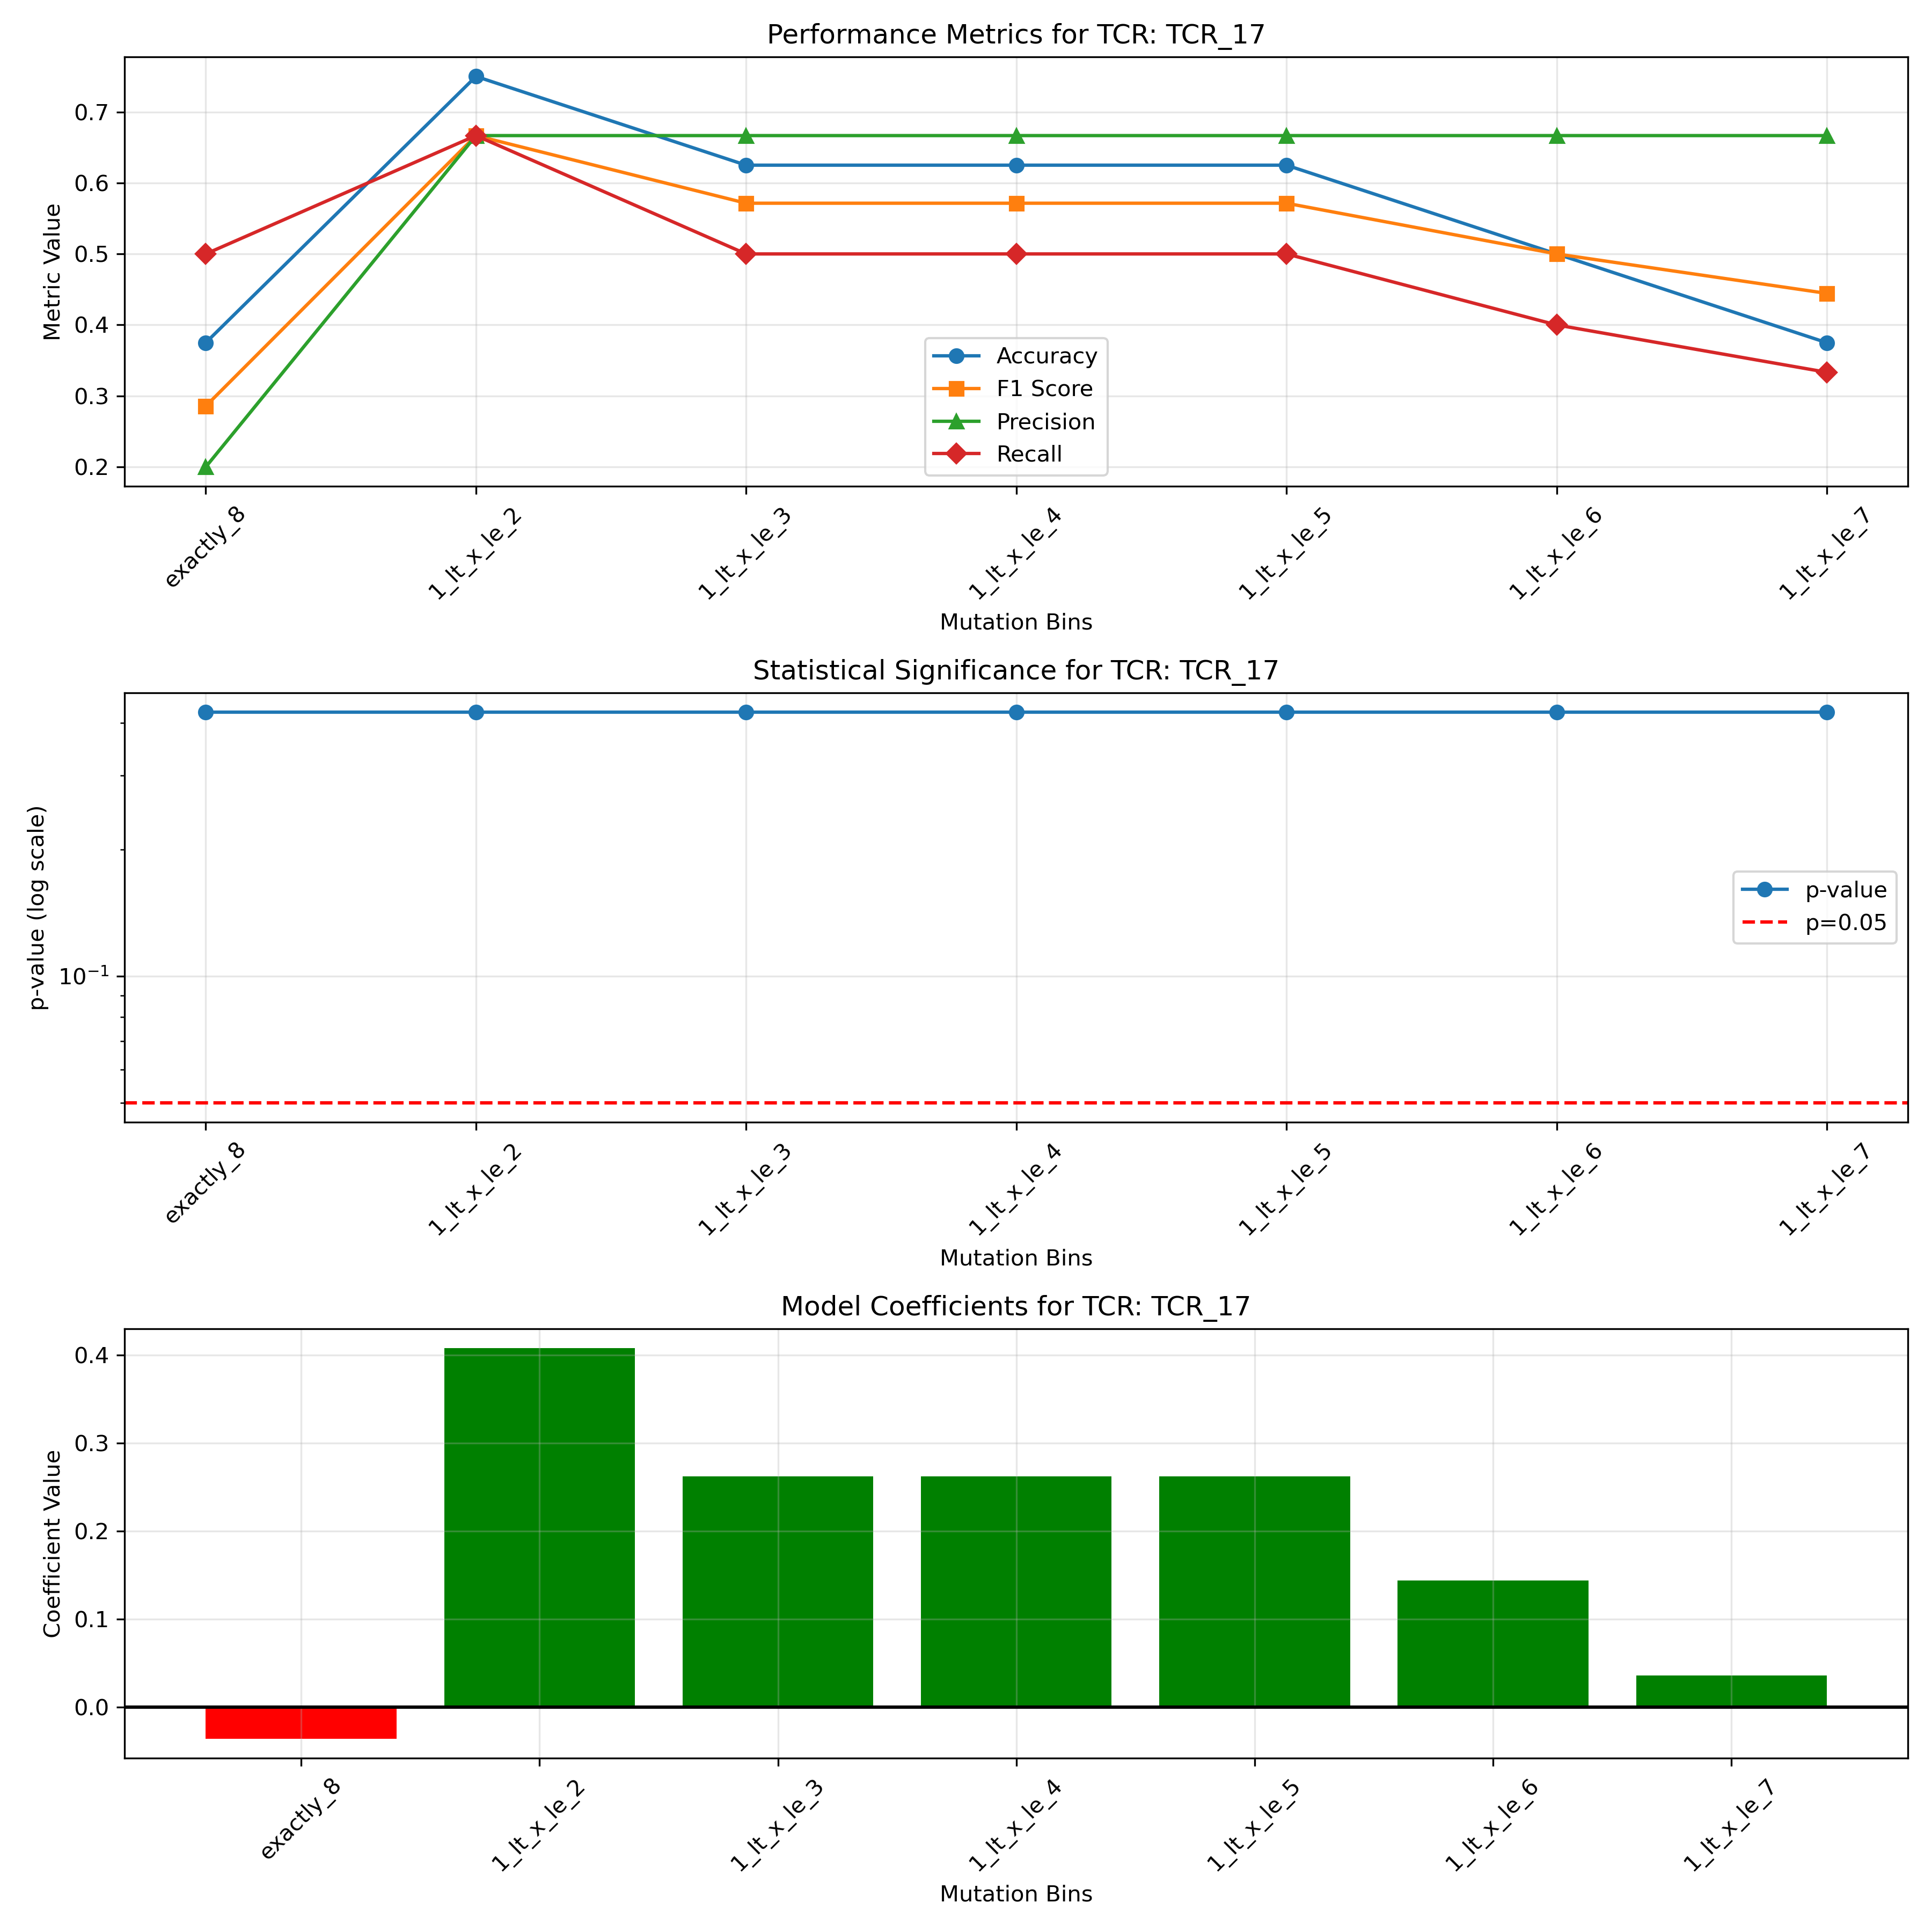 Performance Metrics for TCR: TCR_17
Metric Value
0.7
0.6
0.5
0.4
0.3
0.2
Accuracy
F1 Score
Precision
Recall
exactly_8
1_lt_x_le_2
1_lt_x_le_3
1_lt_x_le_4
1_lt_x_le_5
1_lt_x_le_6
1_lt_x_le_7
Mutation Bins
Statistical Significance for TCR: TCR_17
p-value (log scale)
10⁻¹
p-value
p=0.05
exactly_8
1_lt_x_le_2
1_lt_x_le_3
1_lt_x_le_4
1_lt_x_le_5
1_lt_x_le_6
1_lt_x_le_7
Mutation Bins
Model Coefficients for TCR: TCR_17
Coefficient Value
0.4
0.3
0.2
0.1
0.0
exactly_8
1_lt_x_le_2
1_lt_x_le_3
1_lt_x_le_4
1_lt_x_le_5
1_lt_x_le_6
1_lt_x_le_7
Mutation Bins